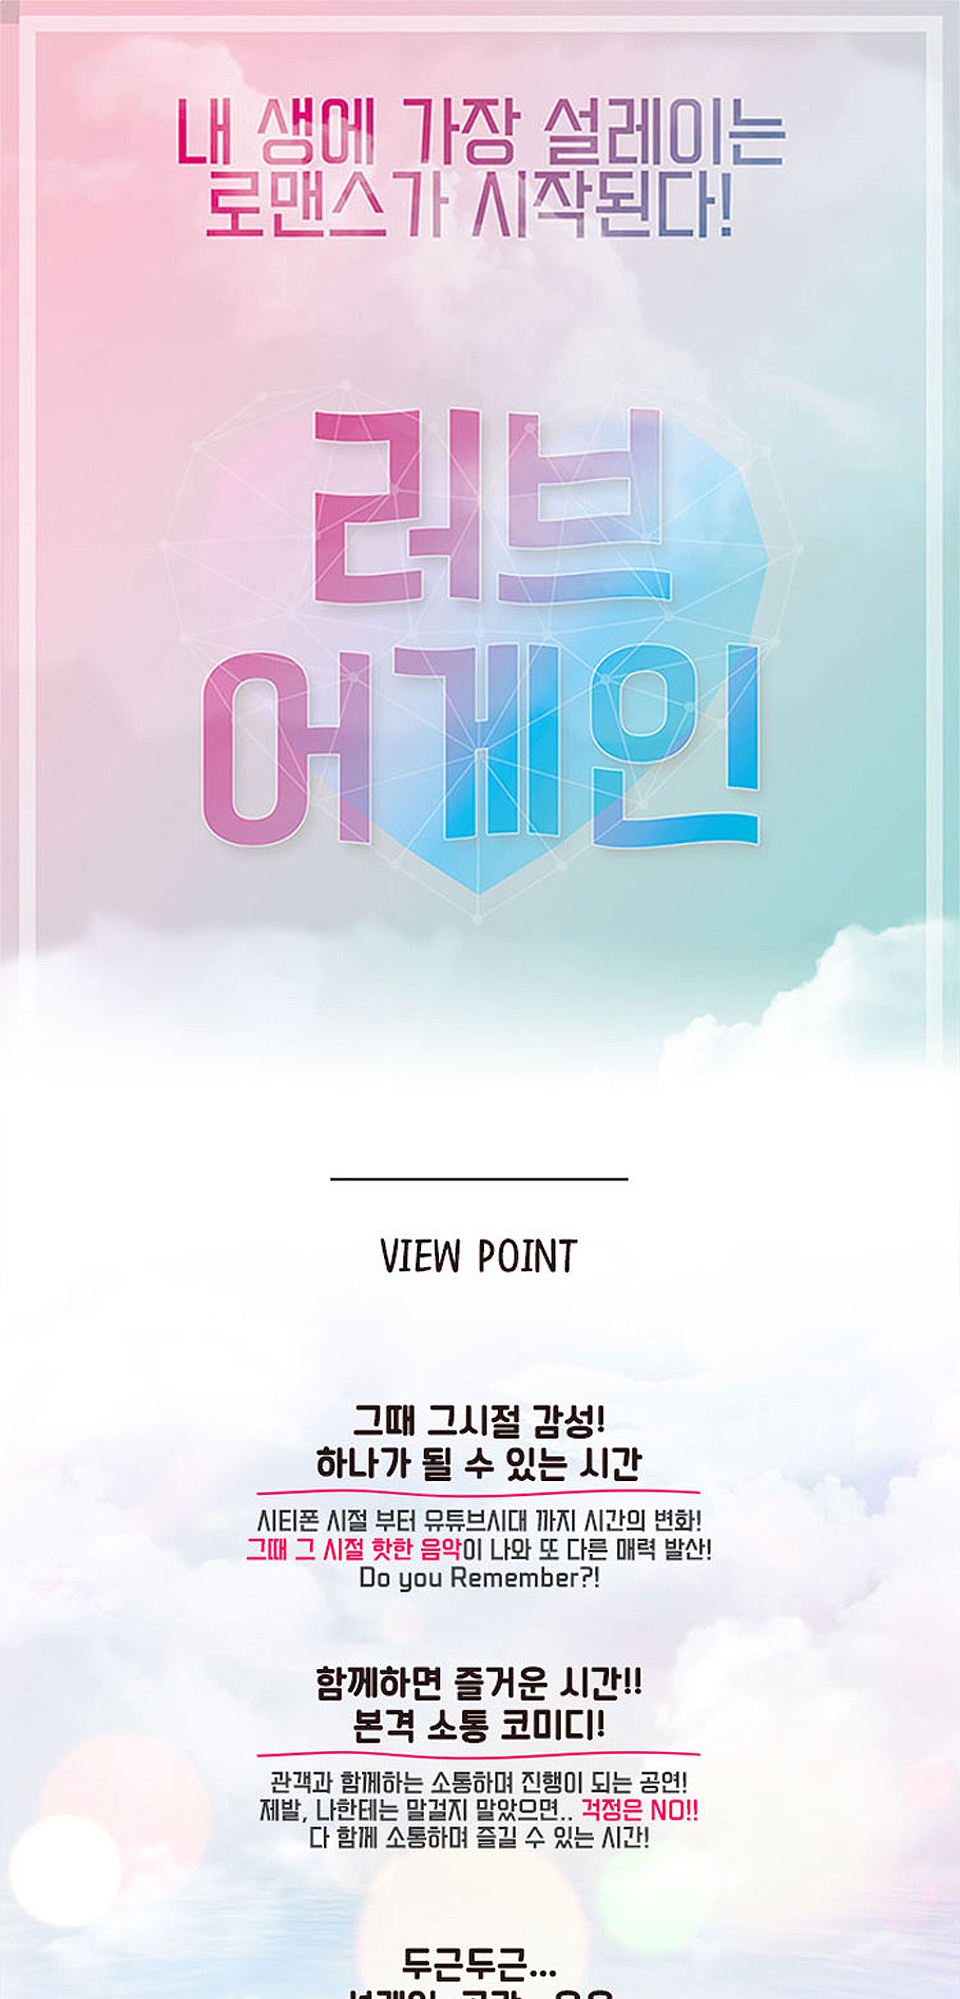 내 생에 가장 설레이는
로맨스가 시작된다!
러브
어게인
VIEW POINT
그때 그시절 감성!
하나가 될 수 있는 시간
시티폰 시절 부터 유튜브시대 까지 시간의 변화!
그때 그 시절 핫한 음악이 나와 또 다른 매력 발산!
Do you Remember?!
함께하면 즐거운 시간!!
본격 소통 코미디!
관객과 함께하는 소통하며 진행이 되는 공연!
제발, 나한테는 말걸지 말았으면.. 걱정은 NO!!
다 함께 소통하며 즐길 수 있는 시간!
두근두근...